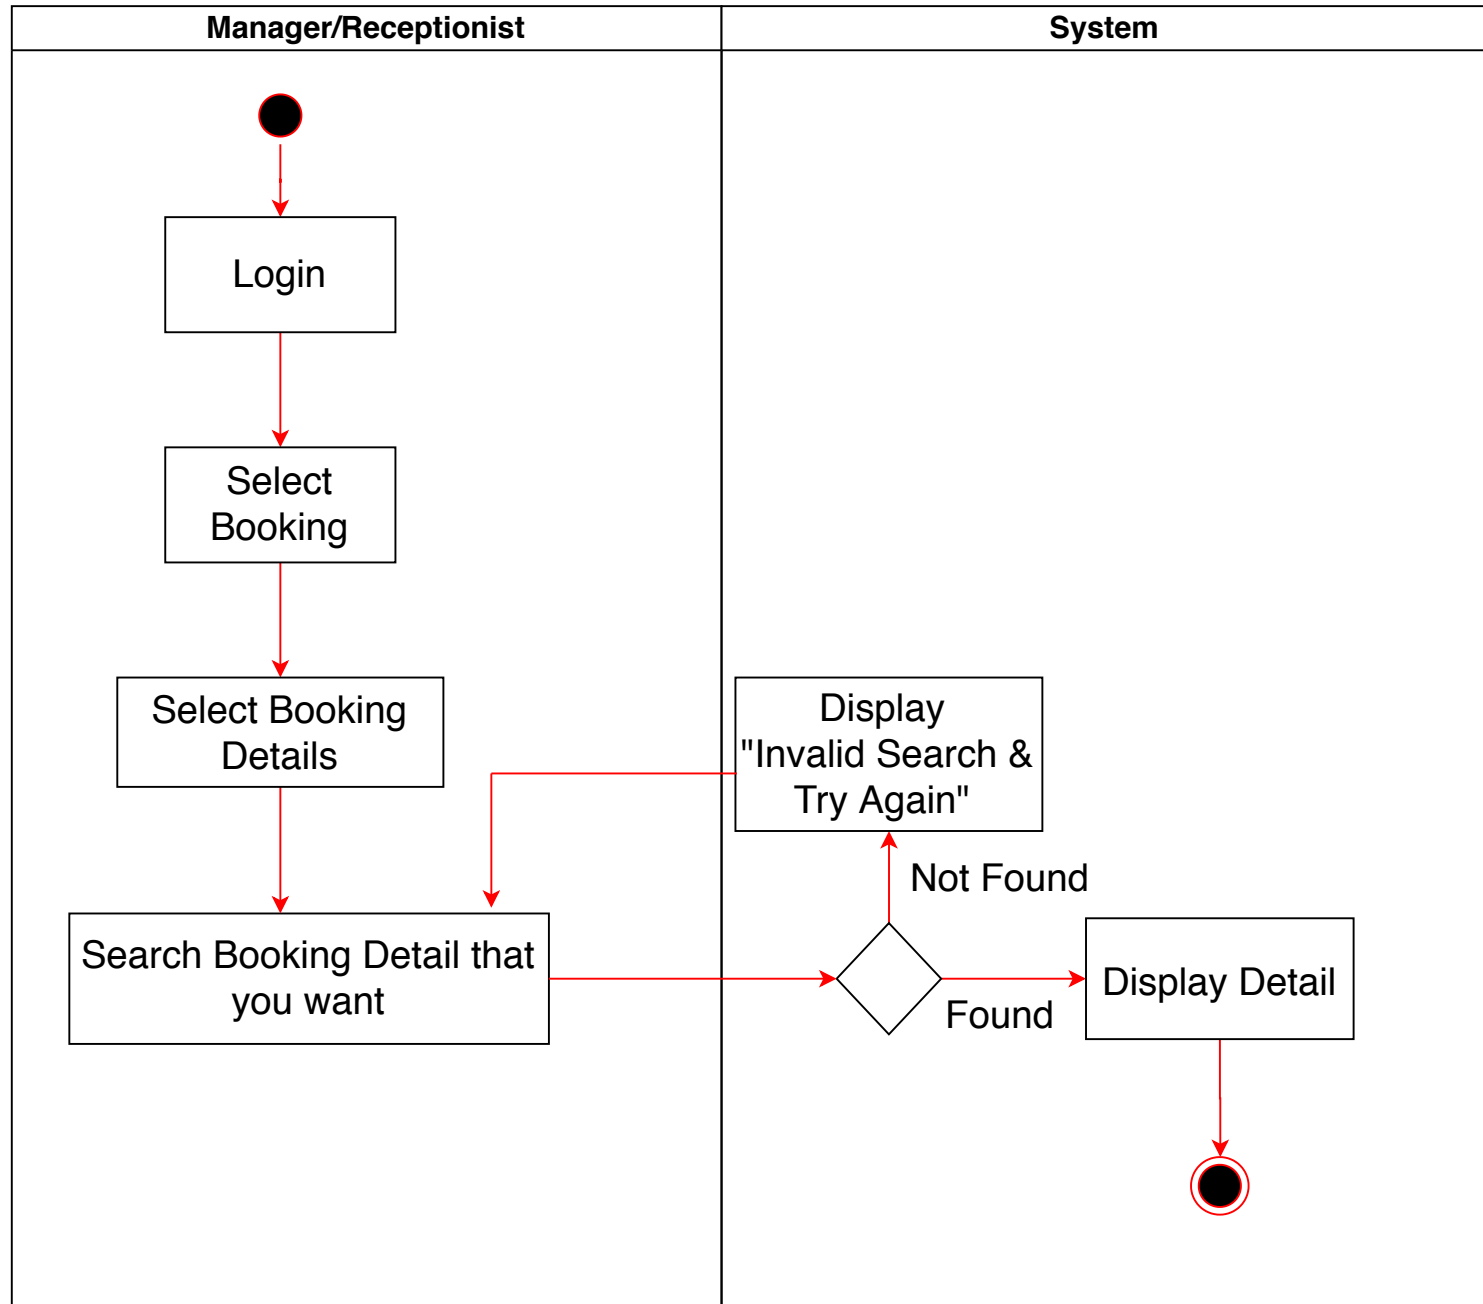 Manager/Receptionist
System
Login
Select
Booking
Select Booking
Details
Display
"Invalid Search &
Try Again"
Not Found
Search Booking Detail that
you want
Found
Display Detail